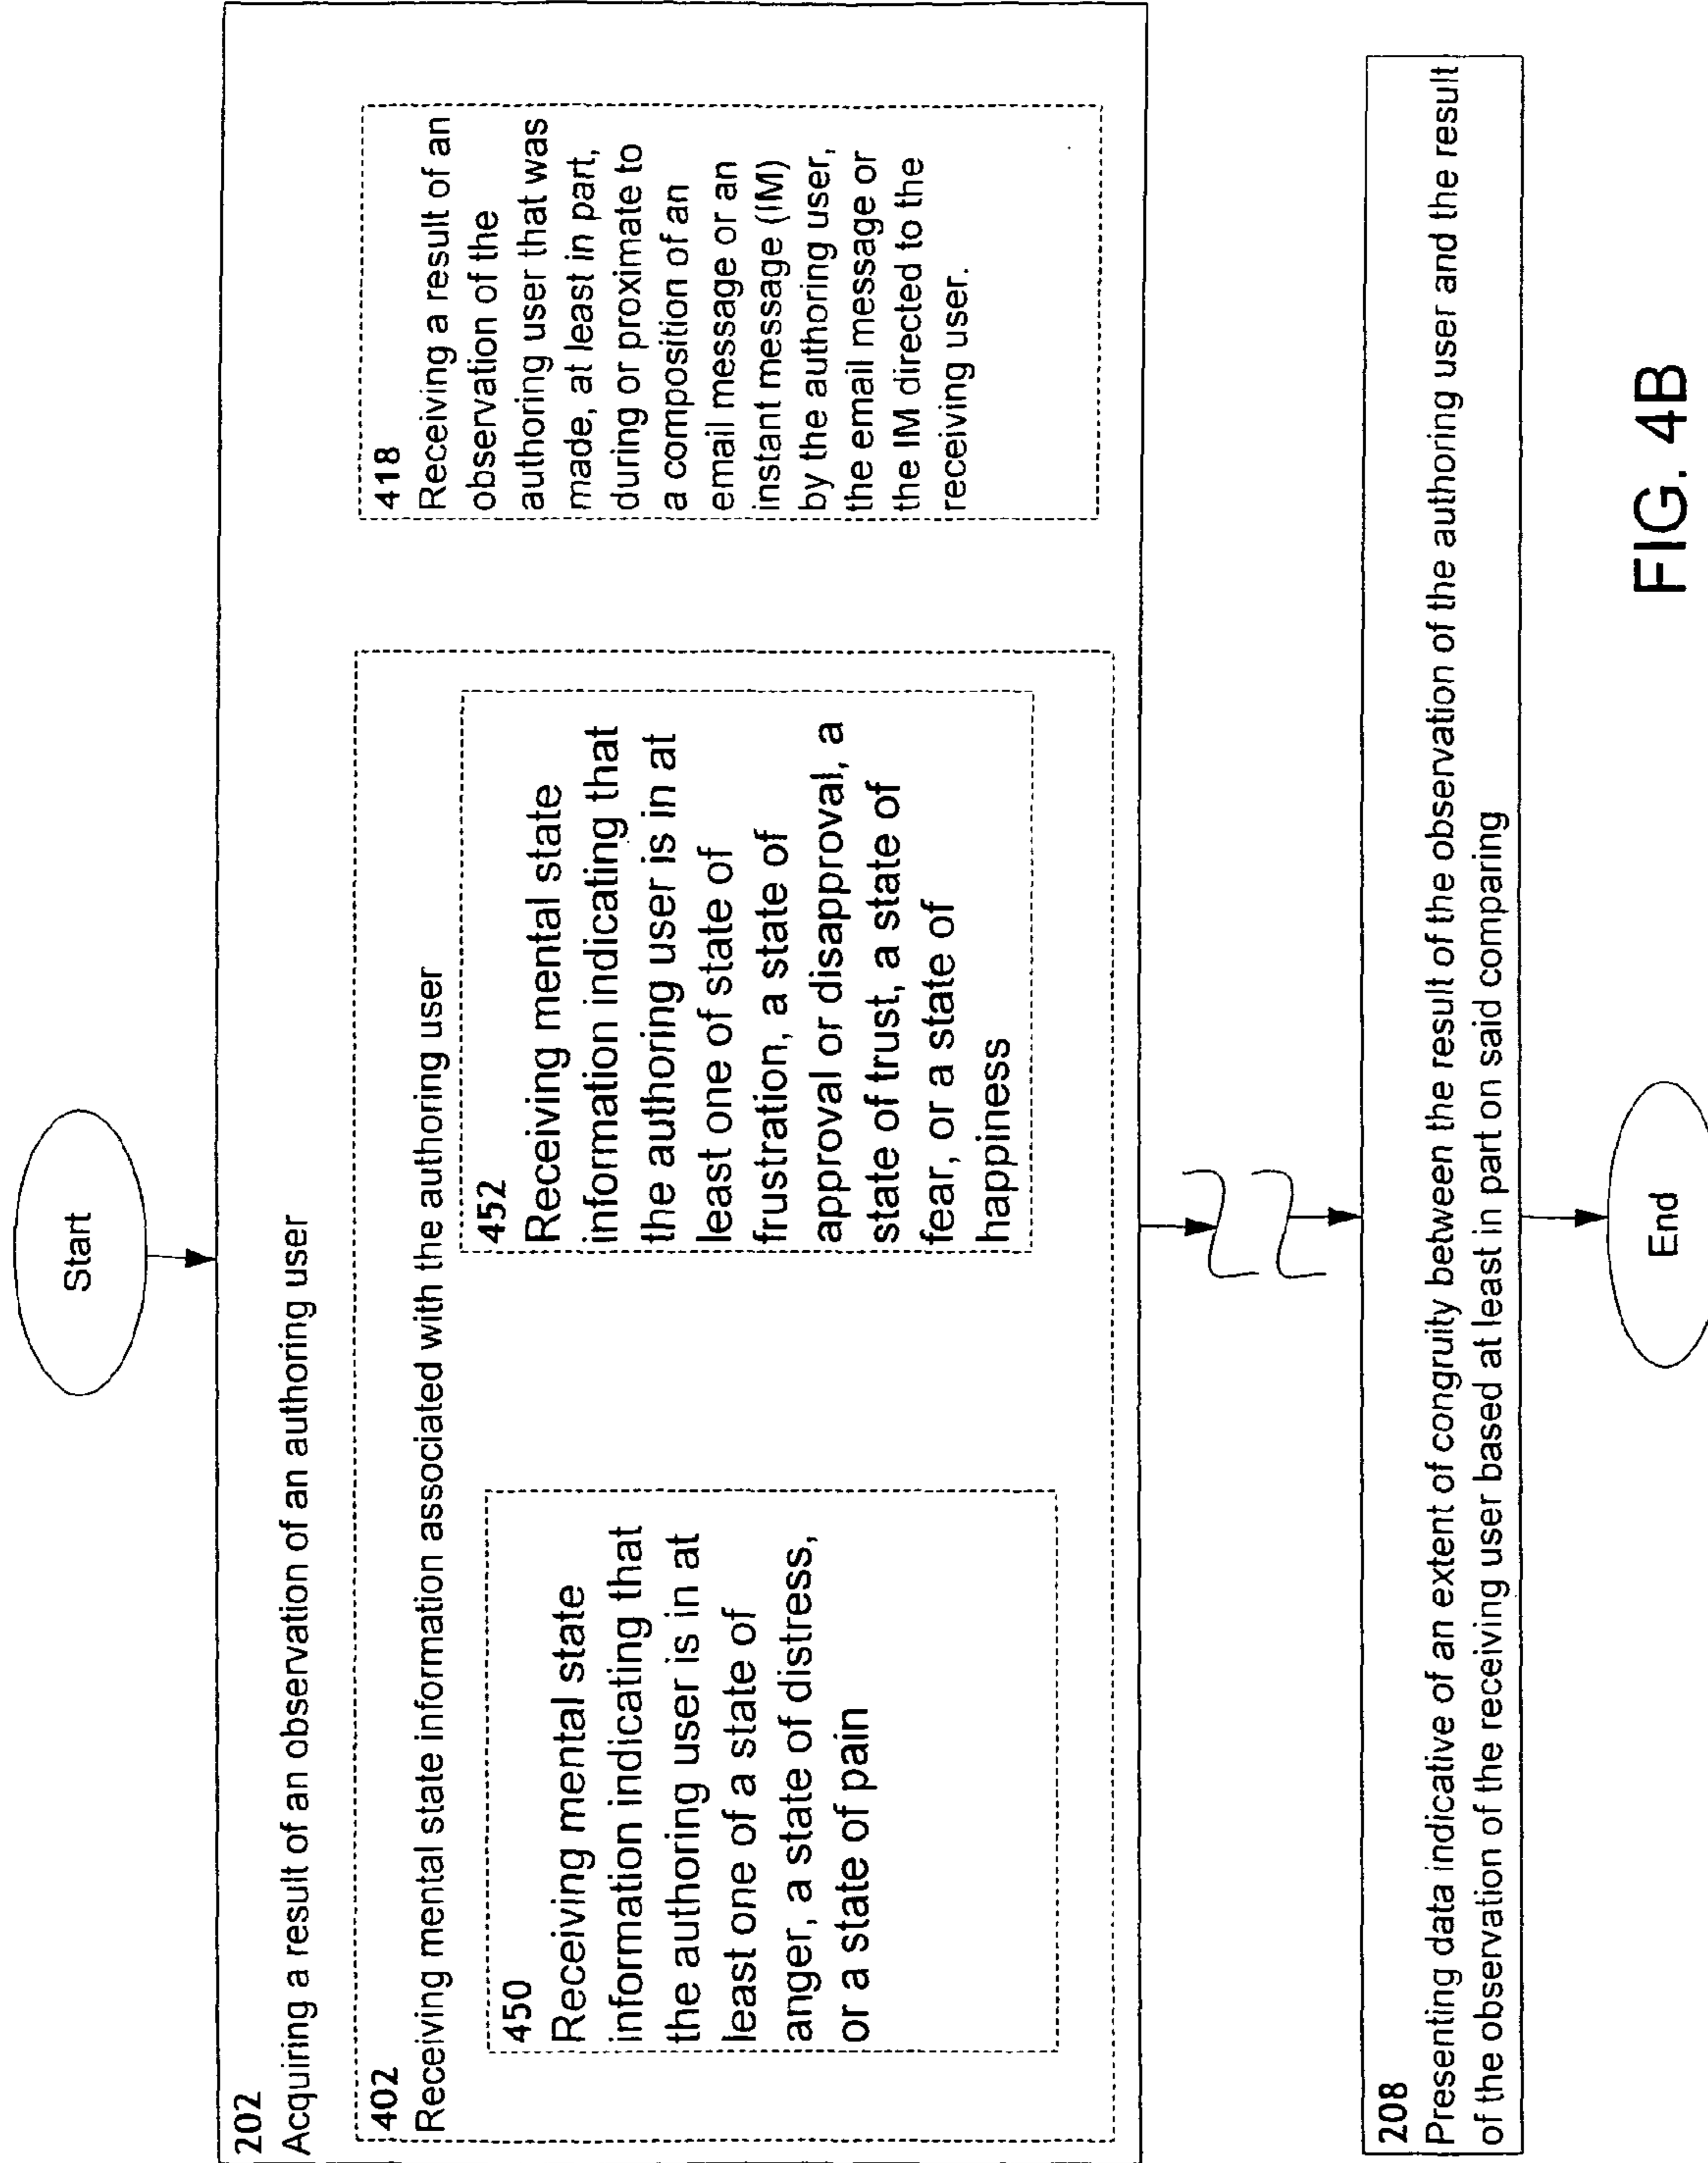 Start
202
Acquiring a result of an observation of an authoring user
402
Receiving mental state information associated with the authoring user
450
Receiving mental state
information indicating that
the authoring user is in at
least one of a state of
anger, a state of distress,
or a state of pain
452
Receiving mental state
information indicating that
the authoring user is in at
least one of state of
frustration, a state of
approval or disapproval, a
state of trust, a state of
fear, or a state of
happiness
418
Receiving a result of an
observation of the
authoring user that was
made, at least in part,
during or proximate to
a composition of an
email message or an
instant message (IM)
by the authoring user,
the email message or
the IM directed to the
receiving user.
208
Presenting data indicative of an extent of congruity between the result of the observation of the authoring user and the result
of the observation of the receiving user based at least in part on said comparing
End
FIG. 4B